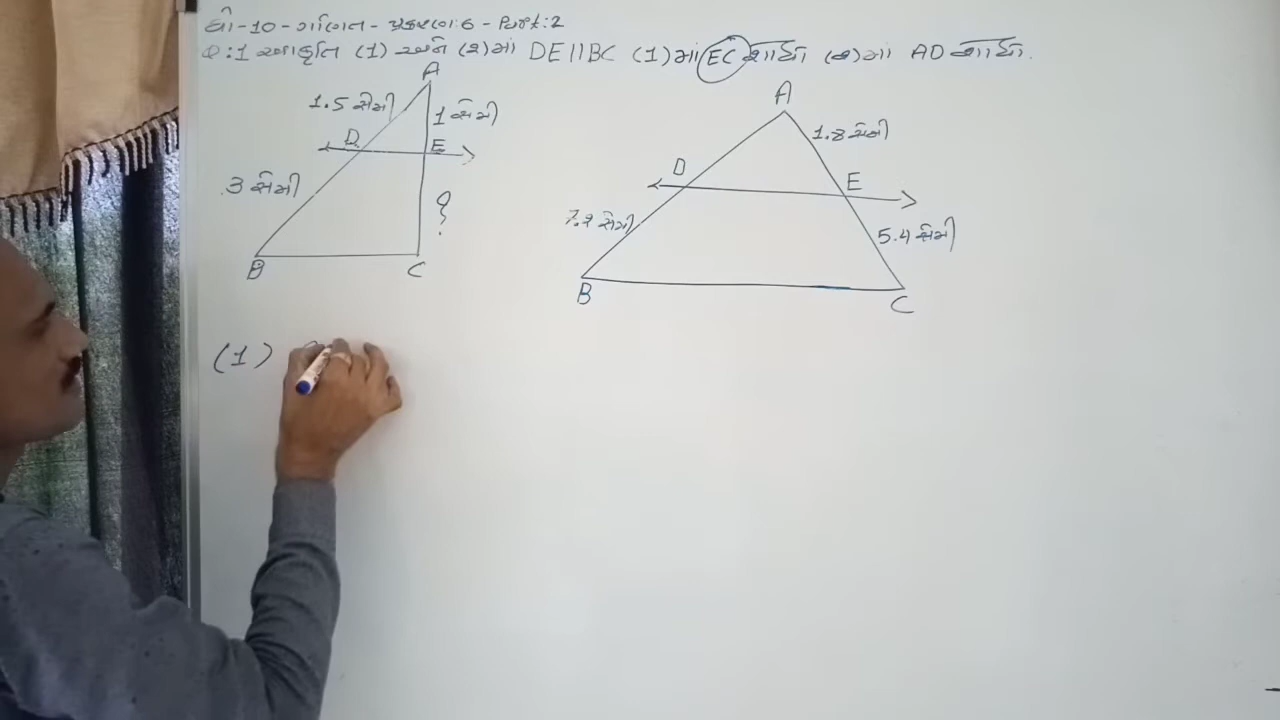 ધો-10-ગણિત-પ્રકરણ:6-Part:2
Q:1 આકૃતિ (1) અને (2)માં DE||BC (1)માં EC શોધો (2)માં AD શોધો.
A
1.5 સેમી
1 સેમી
D
E
3 સેમી
?
B
C
A
1.8 સેમી
D
E
7.2 સેમી
5.4 સેમી
B
C
(1)